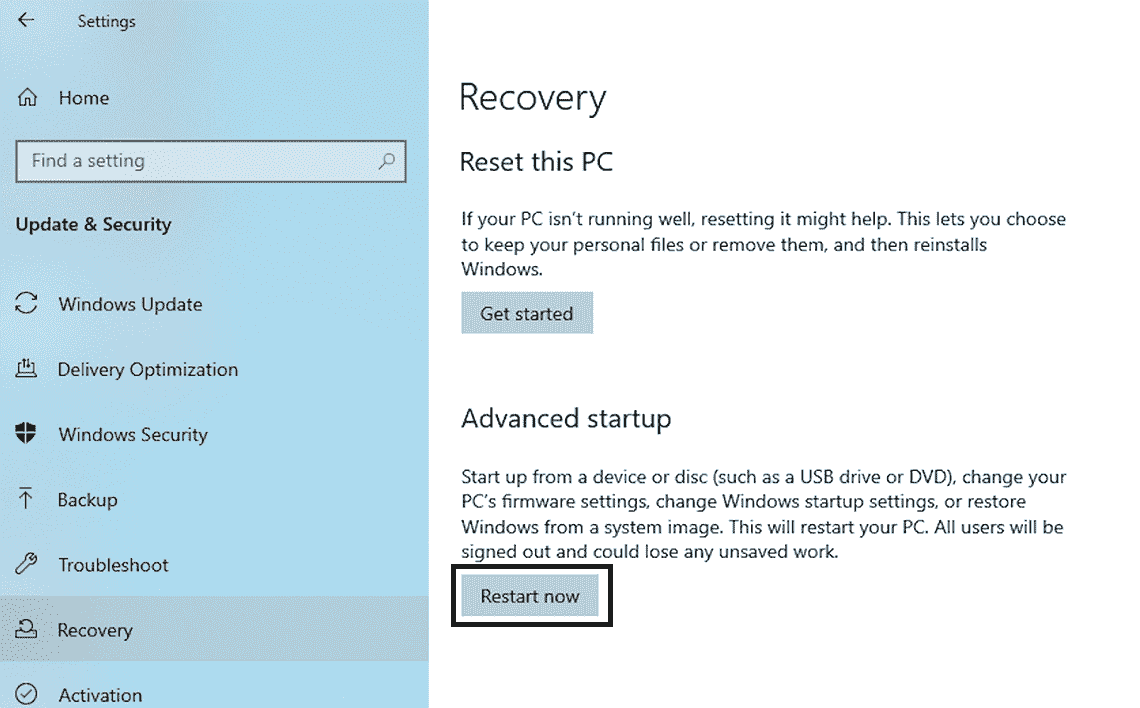 Settings
Home
Find a setting
Update & Security
Windows Update
Delivery Optimization
Windows Security
Backup
Troubleshoot
Recovery
Activation
Recovery
Reset this PC
If your PC isn't running well, resetting it might help. This lets you choose
to keep your personal files or remove them, and then reinstalls
Windows.
Get started
Advanced startup
Start up from a device or disc (such as a USB drive or DVD), change your
PC's firmware settings, change Windows startup settings, or restore
Windows from a system image. This will restart your PC. All users will be
signed out and could lose any unsaved work.
Restart now